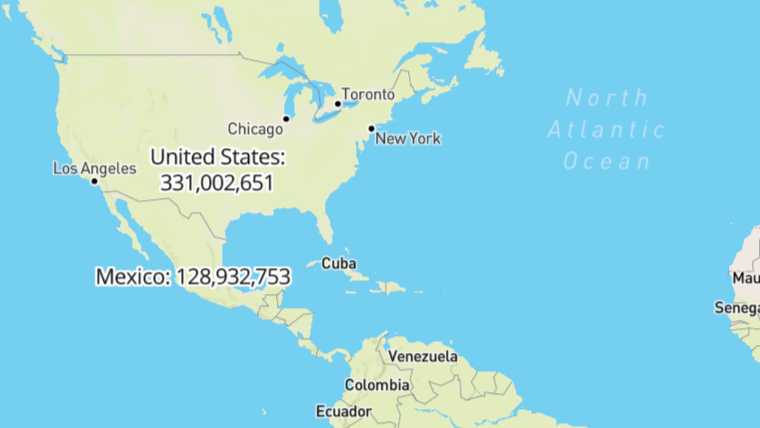 Toronto
Chicago
New York
North
Atlantic
Ocean
United States:
331,002,651
Los Angeles
Cuba
Mexico: 128,932,753
Mau
Senega
Venezuela
Colombia
Ecuador